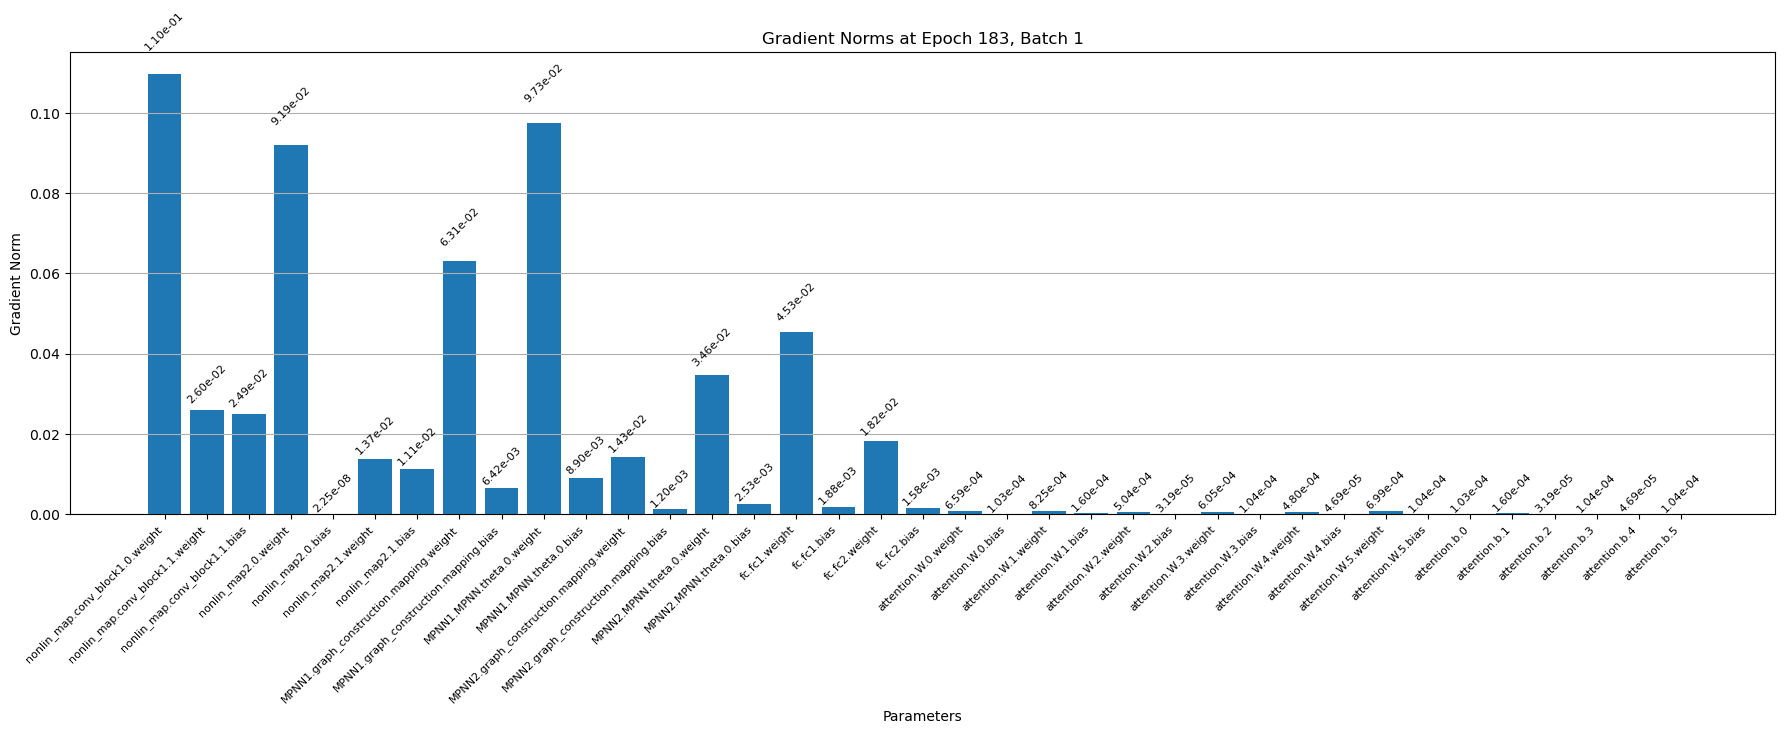 Gradient Norms at Epoch 183, Batch 1
Gradient Norm
0.10
0.08
0.06
0.04
0.02
0.00
1.10e-01
2.60e-02
2.49e-02
9.19e-02
2.25e-08
1.37e-02
1.11e-02
6.31e-02
6.42e-03
9.73e-02
8.90e-03
1.43e-02
1.20e-03
3.46e-02
2.53e-03
4.53e-02
1.88e-03
1.82e-02
1.58e-03
6.59e-04
1.03e-04
8.25e-04
1.60e-04
5.04e-04
3.19e-05
6.05e-04
1.04e-04
4.80e-04
4.69e-05
6.99e-04
1.04e-04
1.03e-04
1.60e-04
3.19e-05
1.04e-04
4.69e-05
1.04e-04
nonlin_map.conv_block1.0.weight
nonlin_map.conv_block1.1.weight
nonlin_map.conv_block1.1.bias
nonlin_map2.0.weight
nonlin_map2.0.bias
nonlin_map2.1.weight
nonlin_map2.1.bias
MPNN1.graph_construction.mapping.weight
MPNN1.graph_construction.mapping.bias
MPNN1.MPNN.theta.0.weight
MPNN1.MPNN.theta.0.bias
MPNN2.graph_construction.mapping.weight
MPNN2.graph_construction.mapping.bias
MPNN2.MPNN.theta.0.weight
MPNN2.MPNN.theta.0.bias
fc.fc1.weight
fc.fc1.bias
fc.fc2.weight
fc.fc2.bias
attention.W.0.weight
attention.W.0.bias
attention.W.1.weight
attention.W.1.bias
attention.W.2.weight
attention.W.2.bias
attention.W.3.weight
attention.W.3.bias
attention.W.4.weight
attention.W.4.bias
attention.W.5.weight
attention.W.5.bias
attention.b.0
attention.b.1
attention.b.2
attention.b.3
attention.b.4
attention.b.5
Parameters